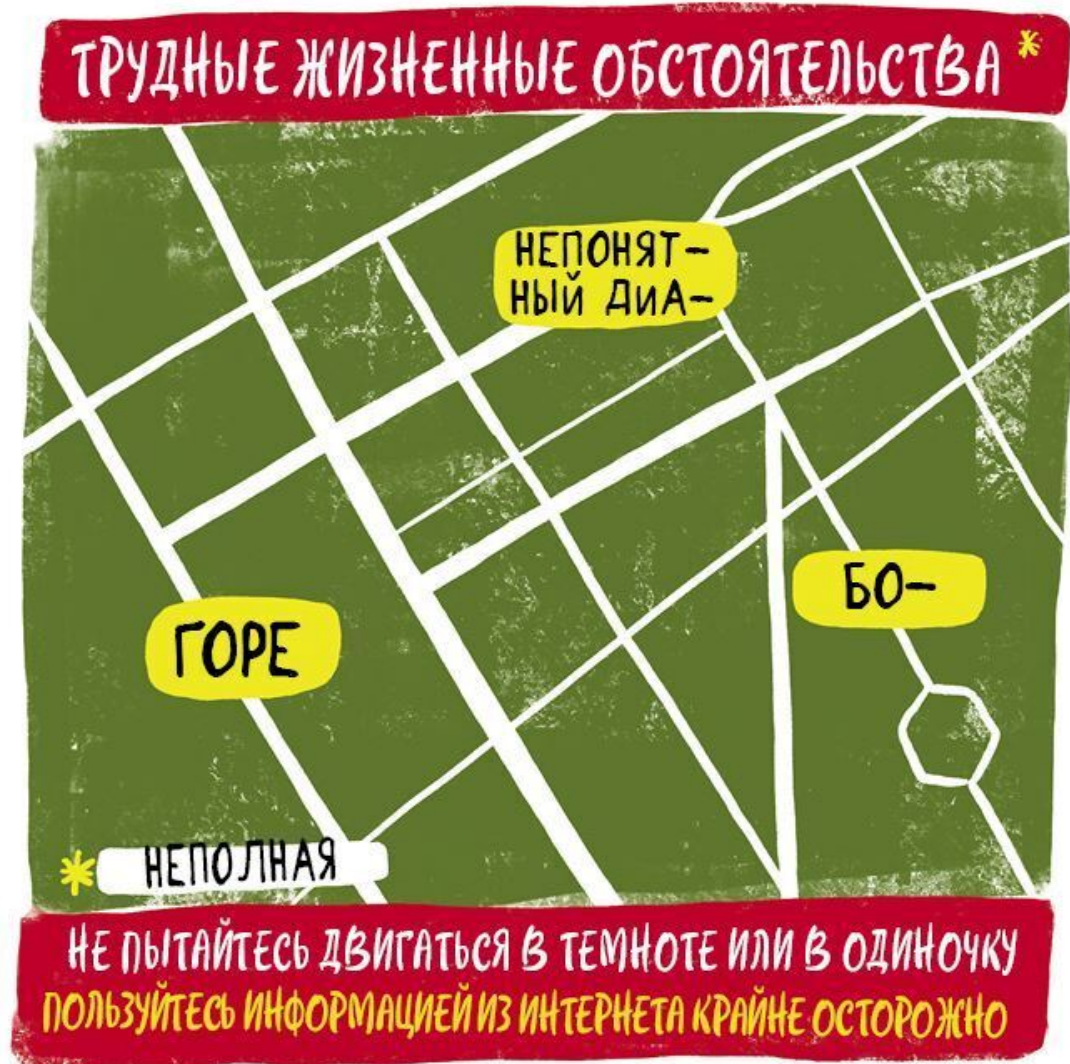 ТРУДНЫЕ ЖИЗНЕННЫЕ ОБСТОЯТЕЛЬСТВА *
НЕПОНЯТ-
НЫЙ ДИА-
БО-
ГОРЕ
* НЕПОЛНАЯ
НЕ ПЫТАЙТЕСЬ ДВИГАТЬСЯ В ТЕМНОТЕ ИЛИ В ОДИНОЧКУ
ПОЛЬЗУЙТЕСЬ ИНФОРМАЦИЕЙ ИЗ ИНТЕРНЕТА КРАЙНЕ ОСТОРОЖНО